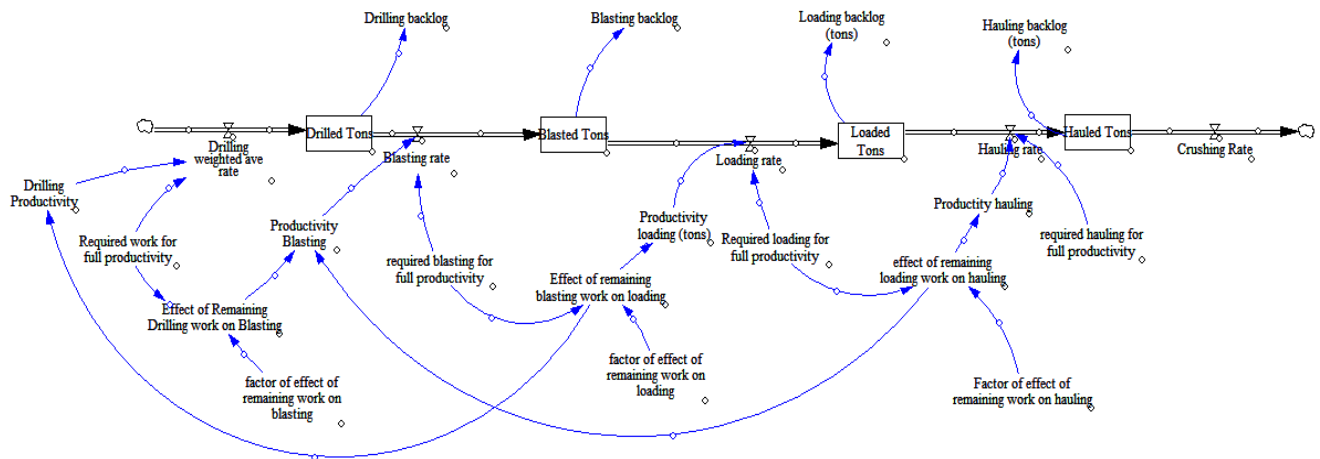 Drilling backlog
Blasting backlog
Loading backlog
(tons)
Hauling backlog
(tons)
Drilled Tons
Blasted Tons
Loaded
Tons
Hauled Tons
Drilling
weighted ave
rate
Blasting rate
Loading rate
Hauling rate
Crushing Rate
Drilling
Productivity
Required work for
full productivity
Productivity
Blasting
required blasting for
full productivity
Productivity
loading (tons)
Required loading for
full productivity
Productity hauling
required hauling for
full productivity
Effect of Remaining
Drilling work on Blasting
Effect of remaining
blasting work on loading
effect of remaining
loading work on hauling
factor of effect of
remaining work on
blasting
factor of effect of
remaining work on
loading
Factor of effect of
remaining work on hauling